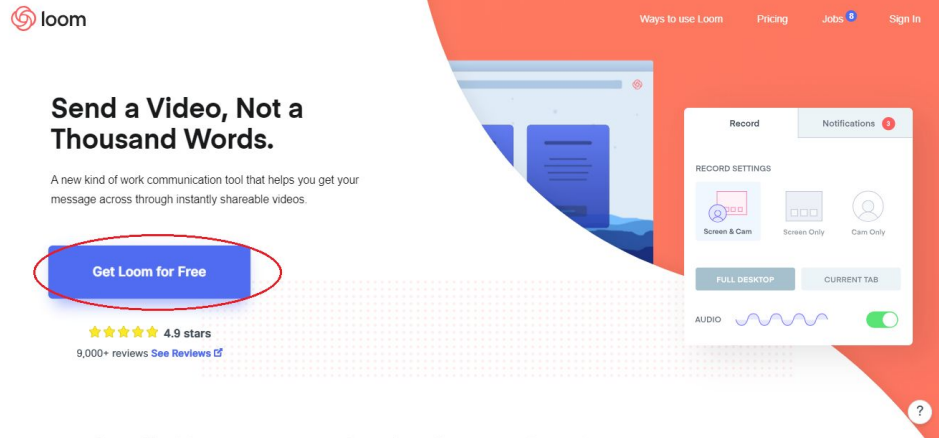 loom
Ways to use Loom
Pricing
Jobs 8
Sign In
Send a Video, Not a
Thousand Words.
A new kind of work communication tool that helps you get your
message across through instantly shareable videos.
Get Loom for Free
4.9 stars
9,000+ reviews See Reviews
Record
Notifications 3
RECORD SETTINGS
Screen & Cam
Screen Only
Cam Only
FULL DESKTOP
CURRENT TAB
AUDIO
?